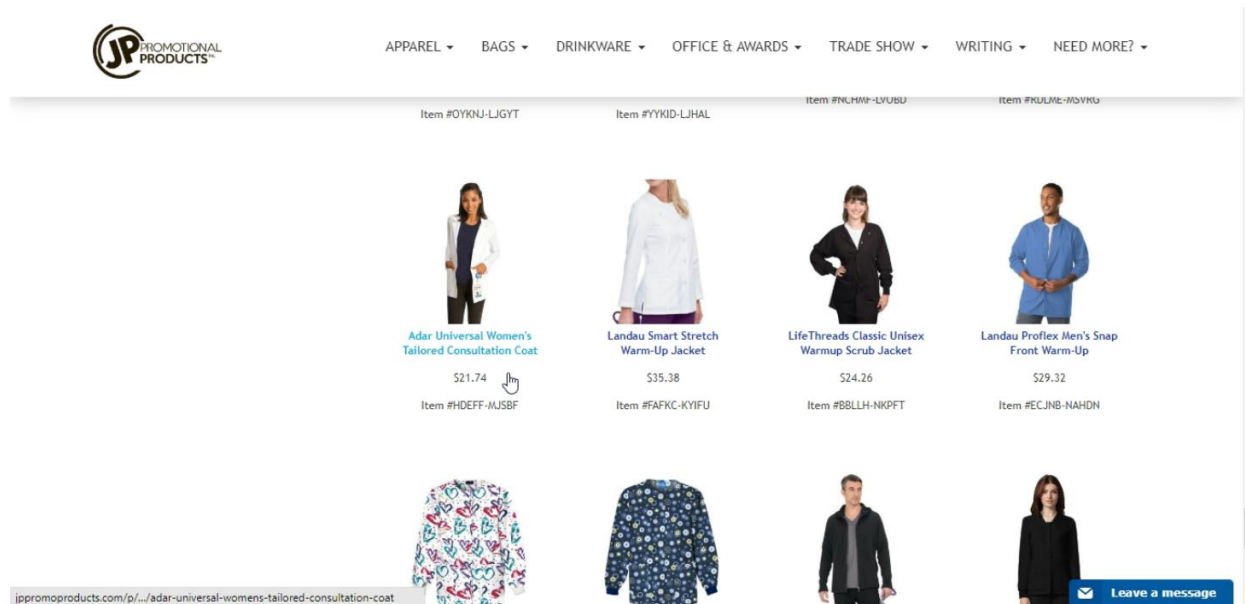 JP PROMOTIONAL
PRODUCTS
APPAREL BAGS DRINKWARE OFFICE & AWARDS TRADE SHOW WRITING NEED MORE?
Item #OYKNJ-LJGYT Item #YYKID-LJHAL Item #NCHMF-LVOBD Item #RDLME-MSVRG
Adar Universal Women's
Tailored Consultation Coat
$21.74
Item #HDEFF-MJSBF
Landau Smart Stretch
Warm-Up Jacket
$35.38
Item #FAFKC-KYIFU
LifeThreads Classic Unisex
Warmup Scrub Jacket
$24.26
Item #BBLLH-NKPFT
Landau Proflex Men's Snap
Front Warm-Up
$29.32
Item #ECJNB-NAHDN
jppromoproducts.com/p/.../adar-universal-womens-tailored-consultation-coat
Leave a message